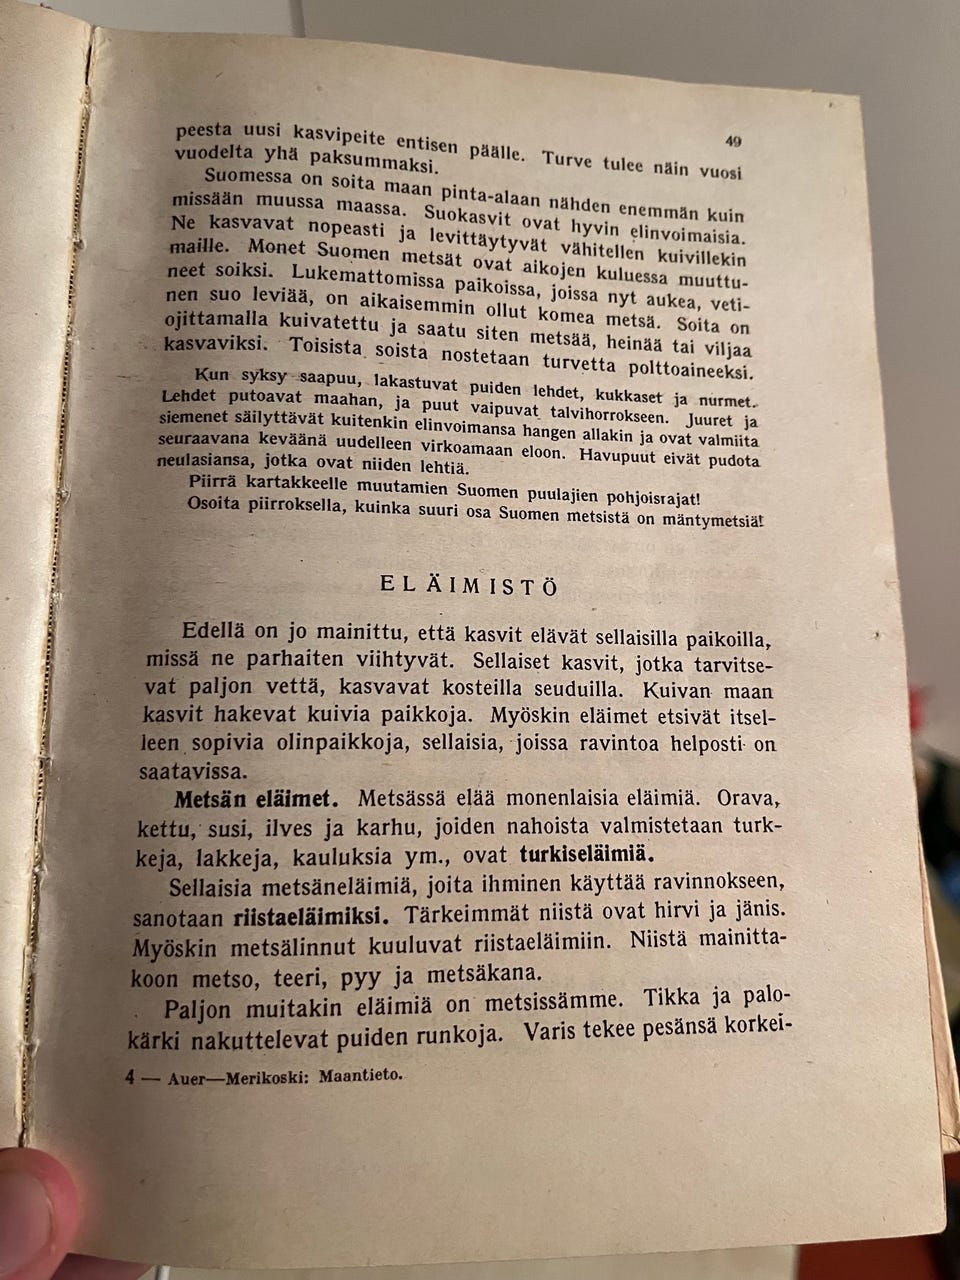 49
peesta uusi kasvipeite entisen päälle. Turve tulee näin vuosi
vuodelta yhä paksummaksi.
Suomessa on soita maan pinta-alaan nähden enemmän kuin
missään muussa maassa. Suokasvit ovat hyvin elinvoimaisia.
Ne kasvavat nopeasti ja levittäytyvät vähitellen kuivillekin
maille. Monet Suomen metsät ovat aikojen kuluessa muuttu-
neet soiksi. Lukemattomissa paikoissa, joissa nyt aukea, veti-
nen suo leviää, on aikaisemmin ollut komea metsä. Soita on
ojittamalla kuivatettu ja saatu siten metsää, heinää tai viljaa
kasvaviksi. Toisista soista nostetaan turvetta polttoaineeksi.
Kun syksy saapuu, lakastuvat puiden lehdet, kukkaset ja nurmet.
Lehdet putoavat maahan, ja puut vaipuvat talvihorrokseen. Juuret ja
siemenet säilyttävät kuitenkin elinvoimansa hangen allakin ja ovat valmiita
seuraavana keväänä uudelleen virkoamaan eloon. Havupuut eivät pudota
neulasiansa, jotka ovat niiden lehtiä.
Piirrä kartakkeelle muutamien Suomen puulajien pohjoisrajat!
Osoita piirroksella, kuinka suuri osa Suomen metsistä on mäntymetsiä!
ELÄIMISTÖ
Edellä on jo mainittu, että kasvit elävät sellaisilla paikoilla,
missä ne parhaiten viihtyvät. Sellaiset kasvit, jotka tarvitse-
vat paljon vettä, kasvavat kosteilla seuduilla. Kuivan maan
kasvit hakevat kuivia paikkoja. Myöskin eläimet etsivät itsel-
leen sopivia olinpaikkoja, sellaisia, joissa ravintoa helposti on
saatavissa.
Metsän eläimet. Metsässä elää monenlaisia eläimiä. Orava,
kettu, susi, ilves ja karhu, joiden nahoista valmistetaan turk-
keja, lakkeja, kauluksia ym., ovat turkiseläimiä.
Sellaisia metsäneläimiä, joita ihminen käyttää ravinnokseen,
sanotaan riistaeläimiksi. Tärkeimmät niistä ovat hirvi ja jänis.
Myöskin metsälinnut kuuluvat riistaeläimiin. Niistä mainitta-
koon metso, teeri, pyy ja metsäkana.
Paljon muitakin eläimiä on metsissämme. Tikka ja palo-
kärki nakuttelevat puiden runkoja. Varis tekee pesänsä korkei-
4 — Auer—Merikoski: Maantieto.